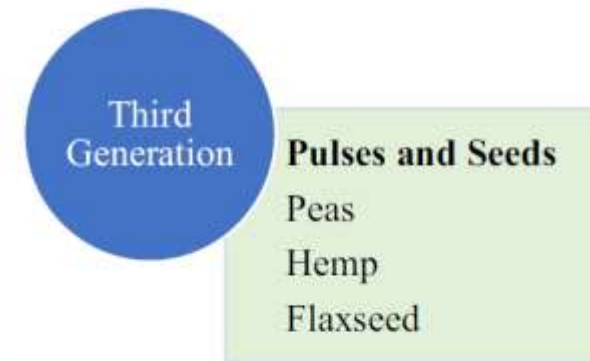 Third
Generation
Pulses and Seeds
Peas
Hemp
Flaxseed